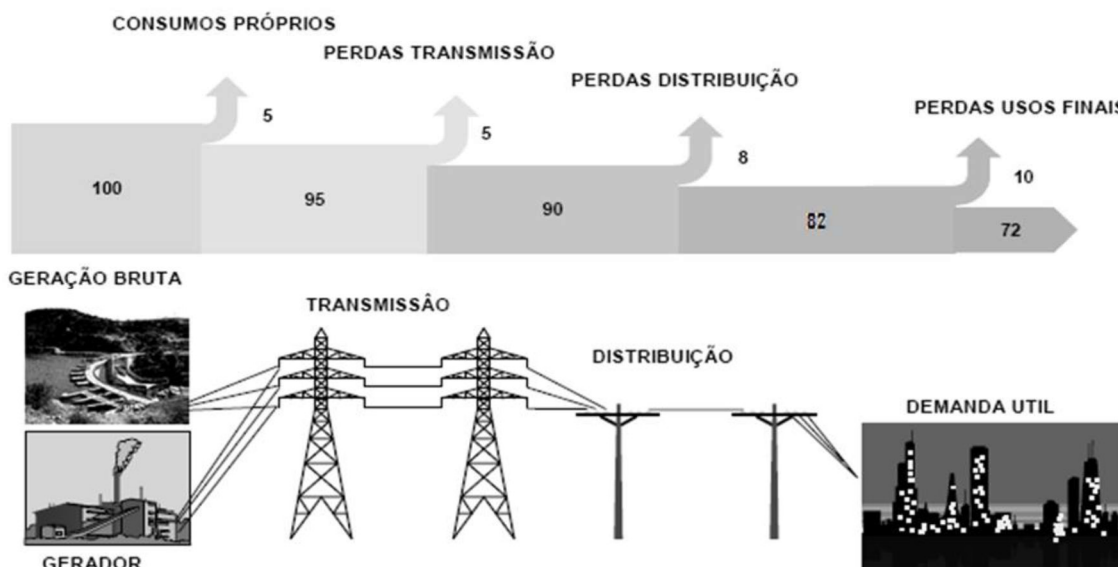 CONSUMOS PRÓPRIOS
PERDAS TRANSMISSÃO
PERDAS DISTRIBUIÇÃO
PERDAS USOS FINAIS
5
5
8
10
100
95
90
82
72
GERAÇÃO BRUTA
TRANSMISSÂO
DISTRIBUIÇÃO
DEMANDA UTIL
GERADOR